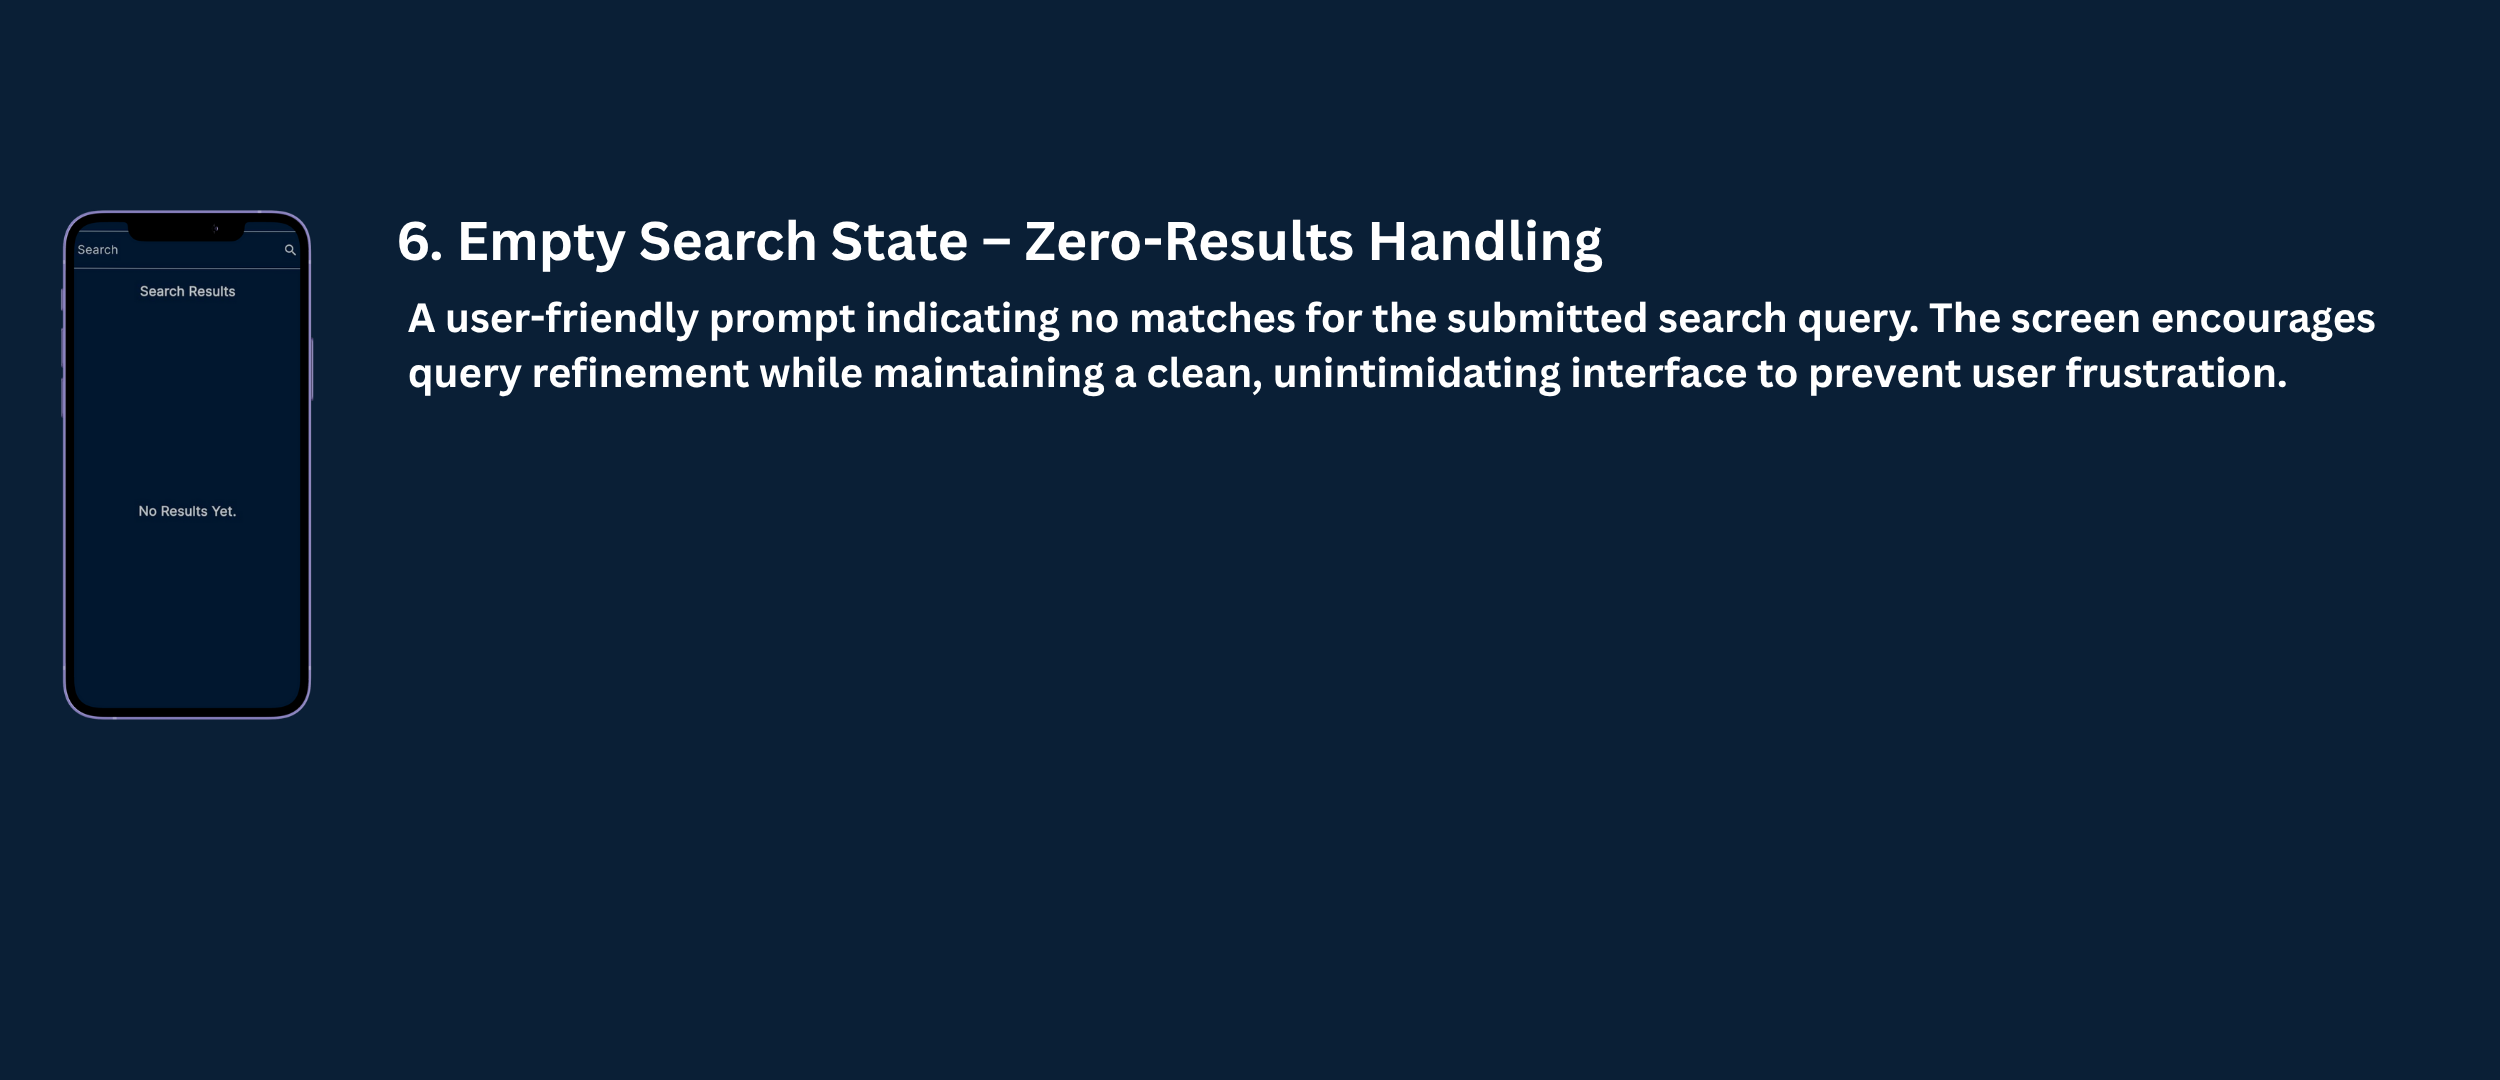 6. Empty Search State – Zero-Results Handling
A user-friendly prompt indicating no matches for the submitted search query. The screen encourages
query refinement while maintaining a clean, unintimidating interface to prevent user frustration.
Search
Search Results
No Results Yet.